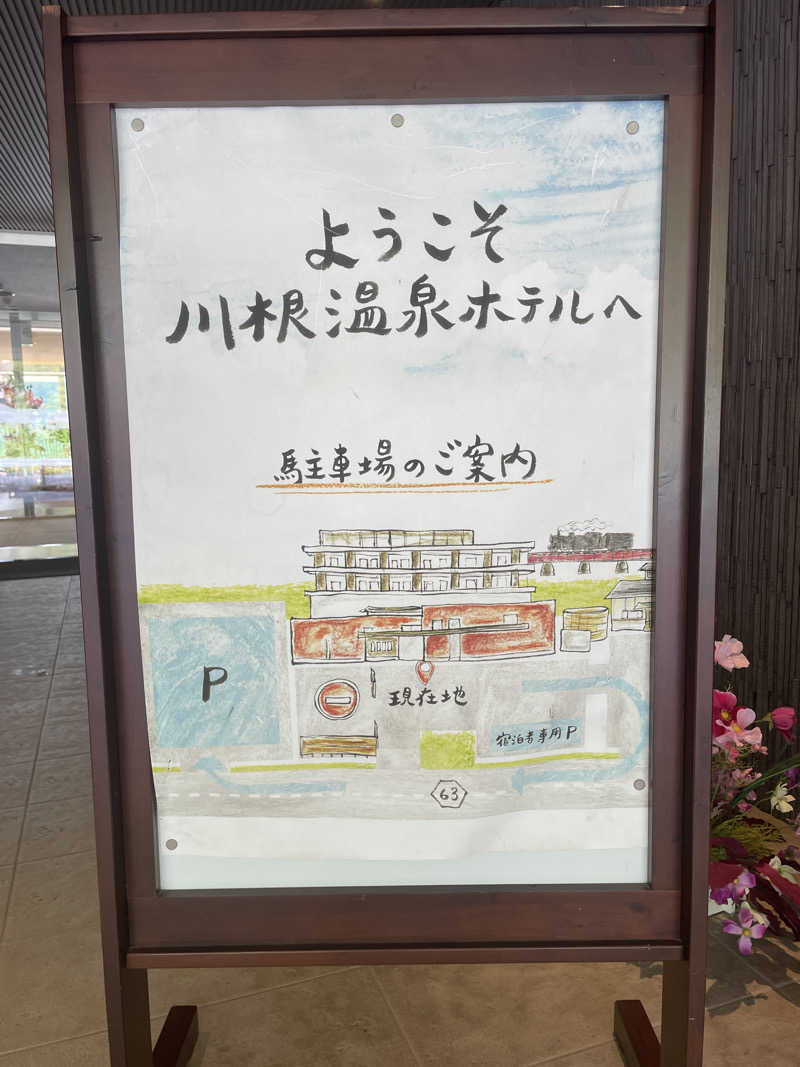 ようこそ
川根温泉ホテルへ
駐車場のご案内
P
現在地
宿泊者専用P
63